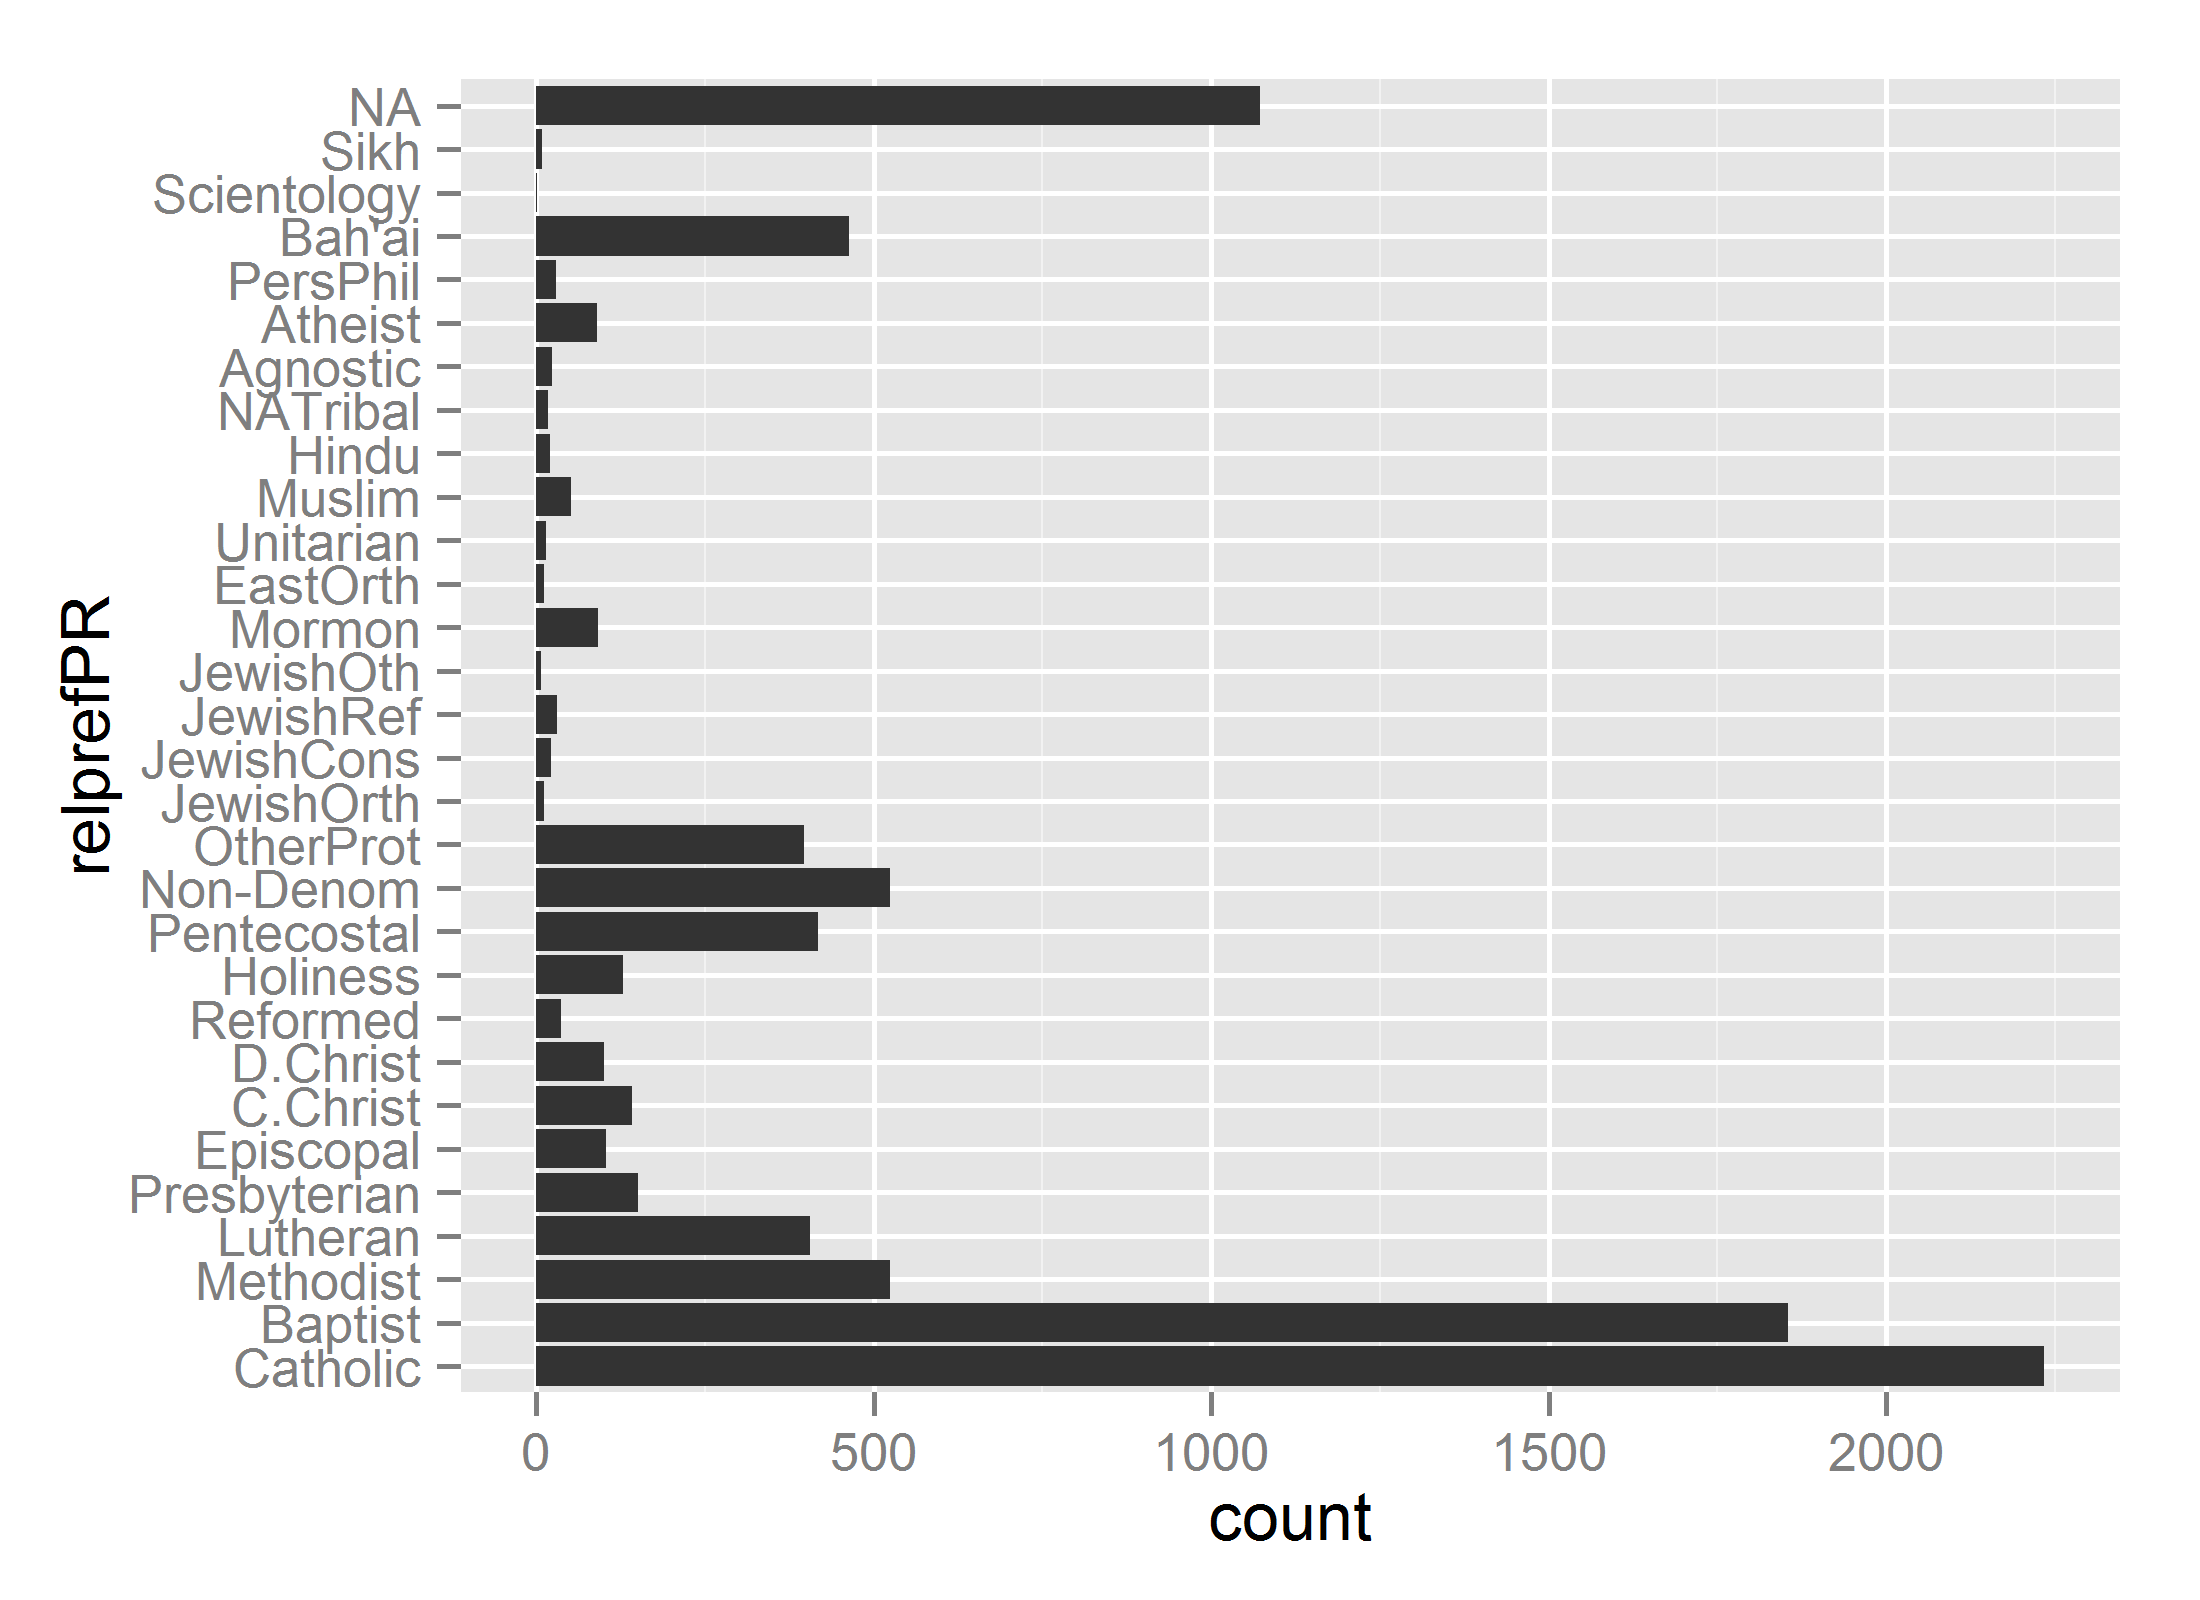 NA
Sikh
Scientology
Bah'ai
PersPhil
Atheist
Agnostic
NATribal
Hindu
Muslim
Unitarian
EastOrth
Mormon
JewishOth
JewishRef
JewishCons
JewishOrth
OtherProt
Non-Denom
Pentecostal
Holiness
Reformed
D.Christ
C.Christ
Episcopal
Presbyterian
Lutheran
Methodist
Baptist
Catholic
relprefPR
0 500 1000 1500 2000
count